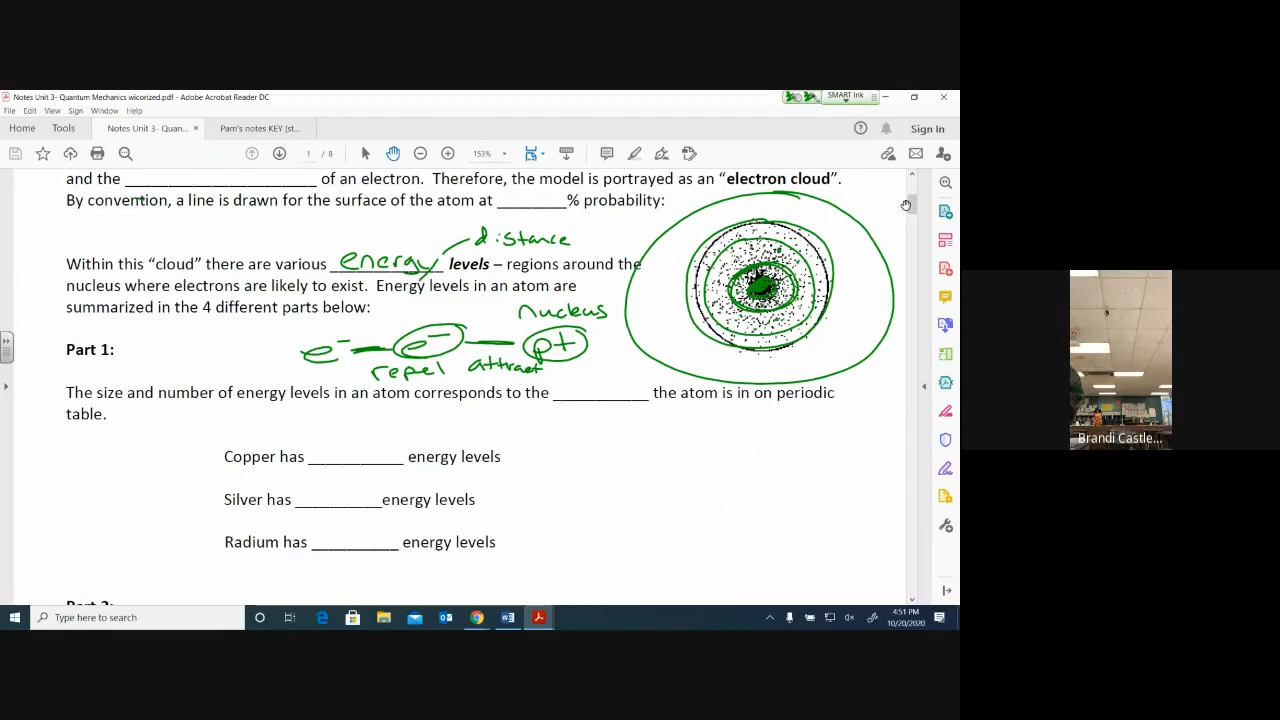 Notes Unit 3- Quantum Mechanics wicorized.pdf - Adobe Acrobat Reader DC
SMART Ink
File Edit View Sign Window Help
Home Tools Notes Unit 3- Quan... × Pam's notes KEY (st... Sign In
1 / 8 153%
and the ______________________ of an electron. Therefore, the model is portrayed as an “electron cloud”.
By convention, a line is drawn for the surface of the atom at ________% probability:
distance
Within this “cloud” there are various energy levels – regions around the
nucleus where electrons are likely to exist. Energy levels in an atom are
summarized in the 4 different parts below:
nucleus
Part 1:
e- e- p+
repel attract
The size and number of energy levels in an atom corresponds to the ___________ the atom is in on periodic
table.
Copper has ___________ energy levels
Silver has __________energy levels
Radium has __________ energy levels
Part 2:
Brandi Castle...
Type here to search
4:51 PM
10/20/2020